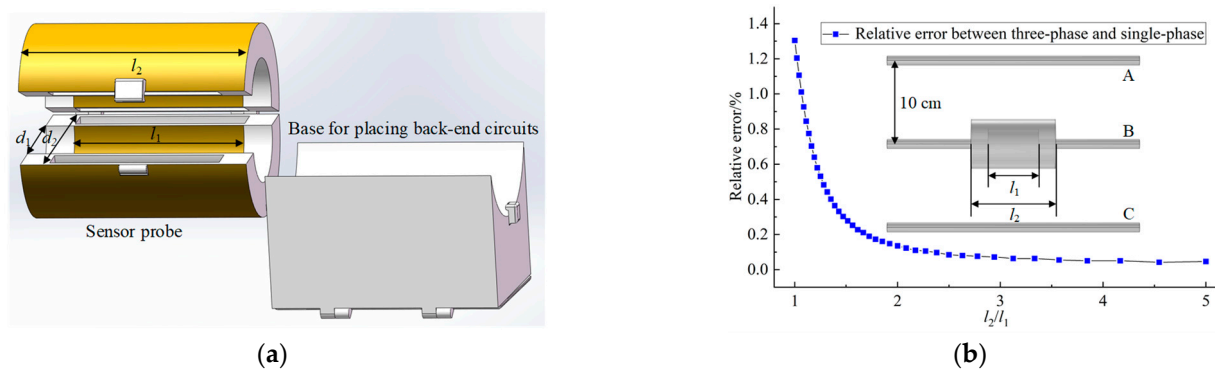 l2
d1
d2
l1
Base for placing back-end circuits
Sensor probe
(a)
Relative error between three-phase and single-phase
Relative error/%
1.4
1.2
1.0
0.8
0.6
0.4
0.2
0.0
A
10 cm
B
l1
l2
C
1
2
3
4
5
l2/l1
(b)